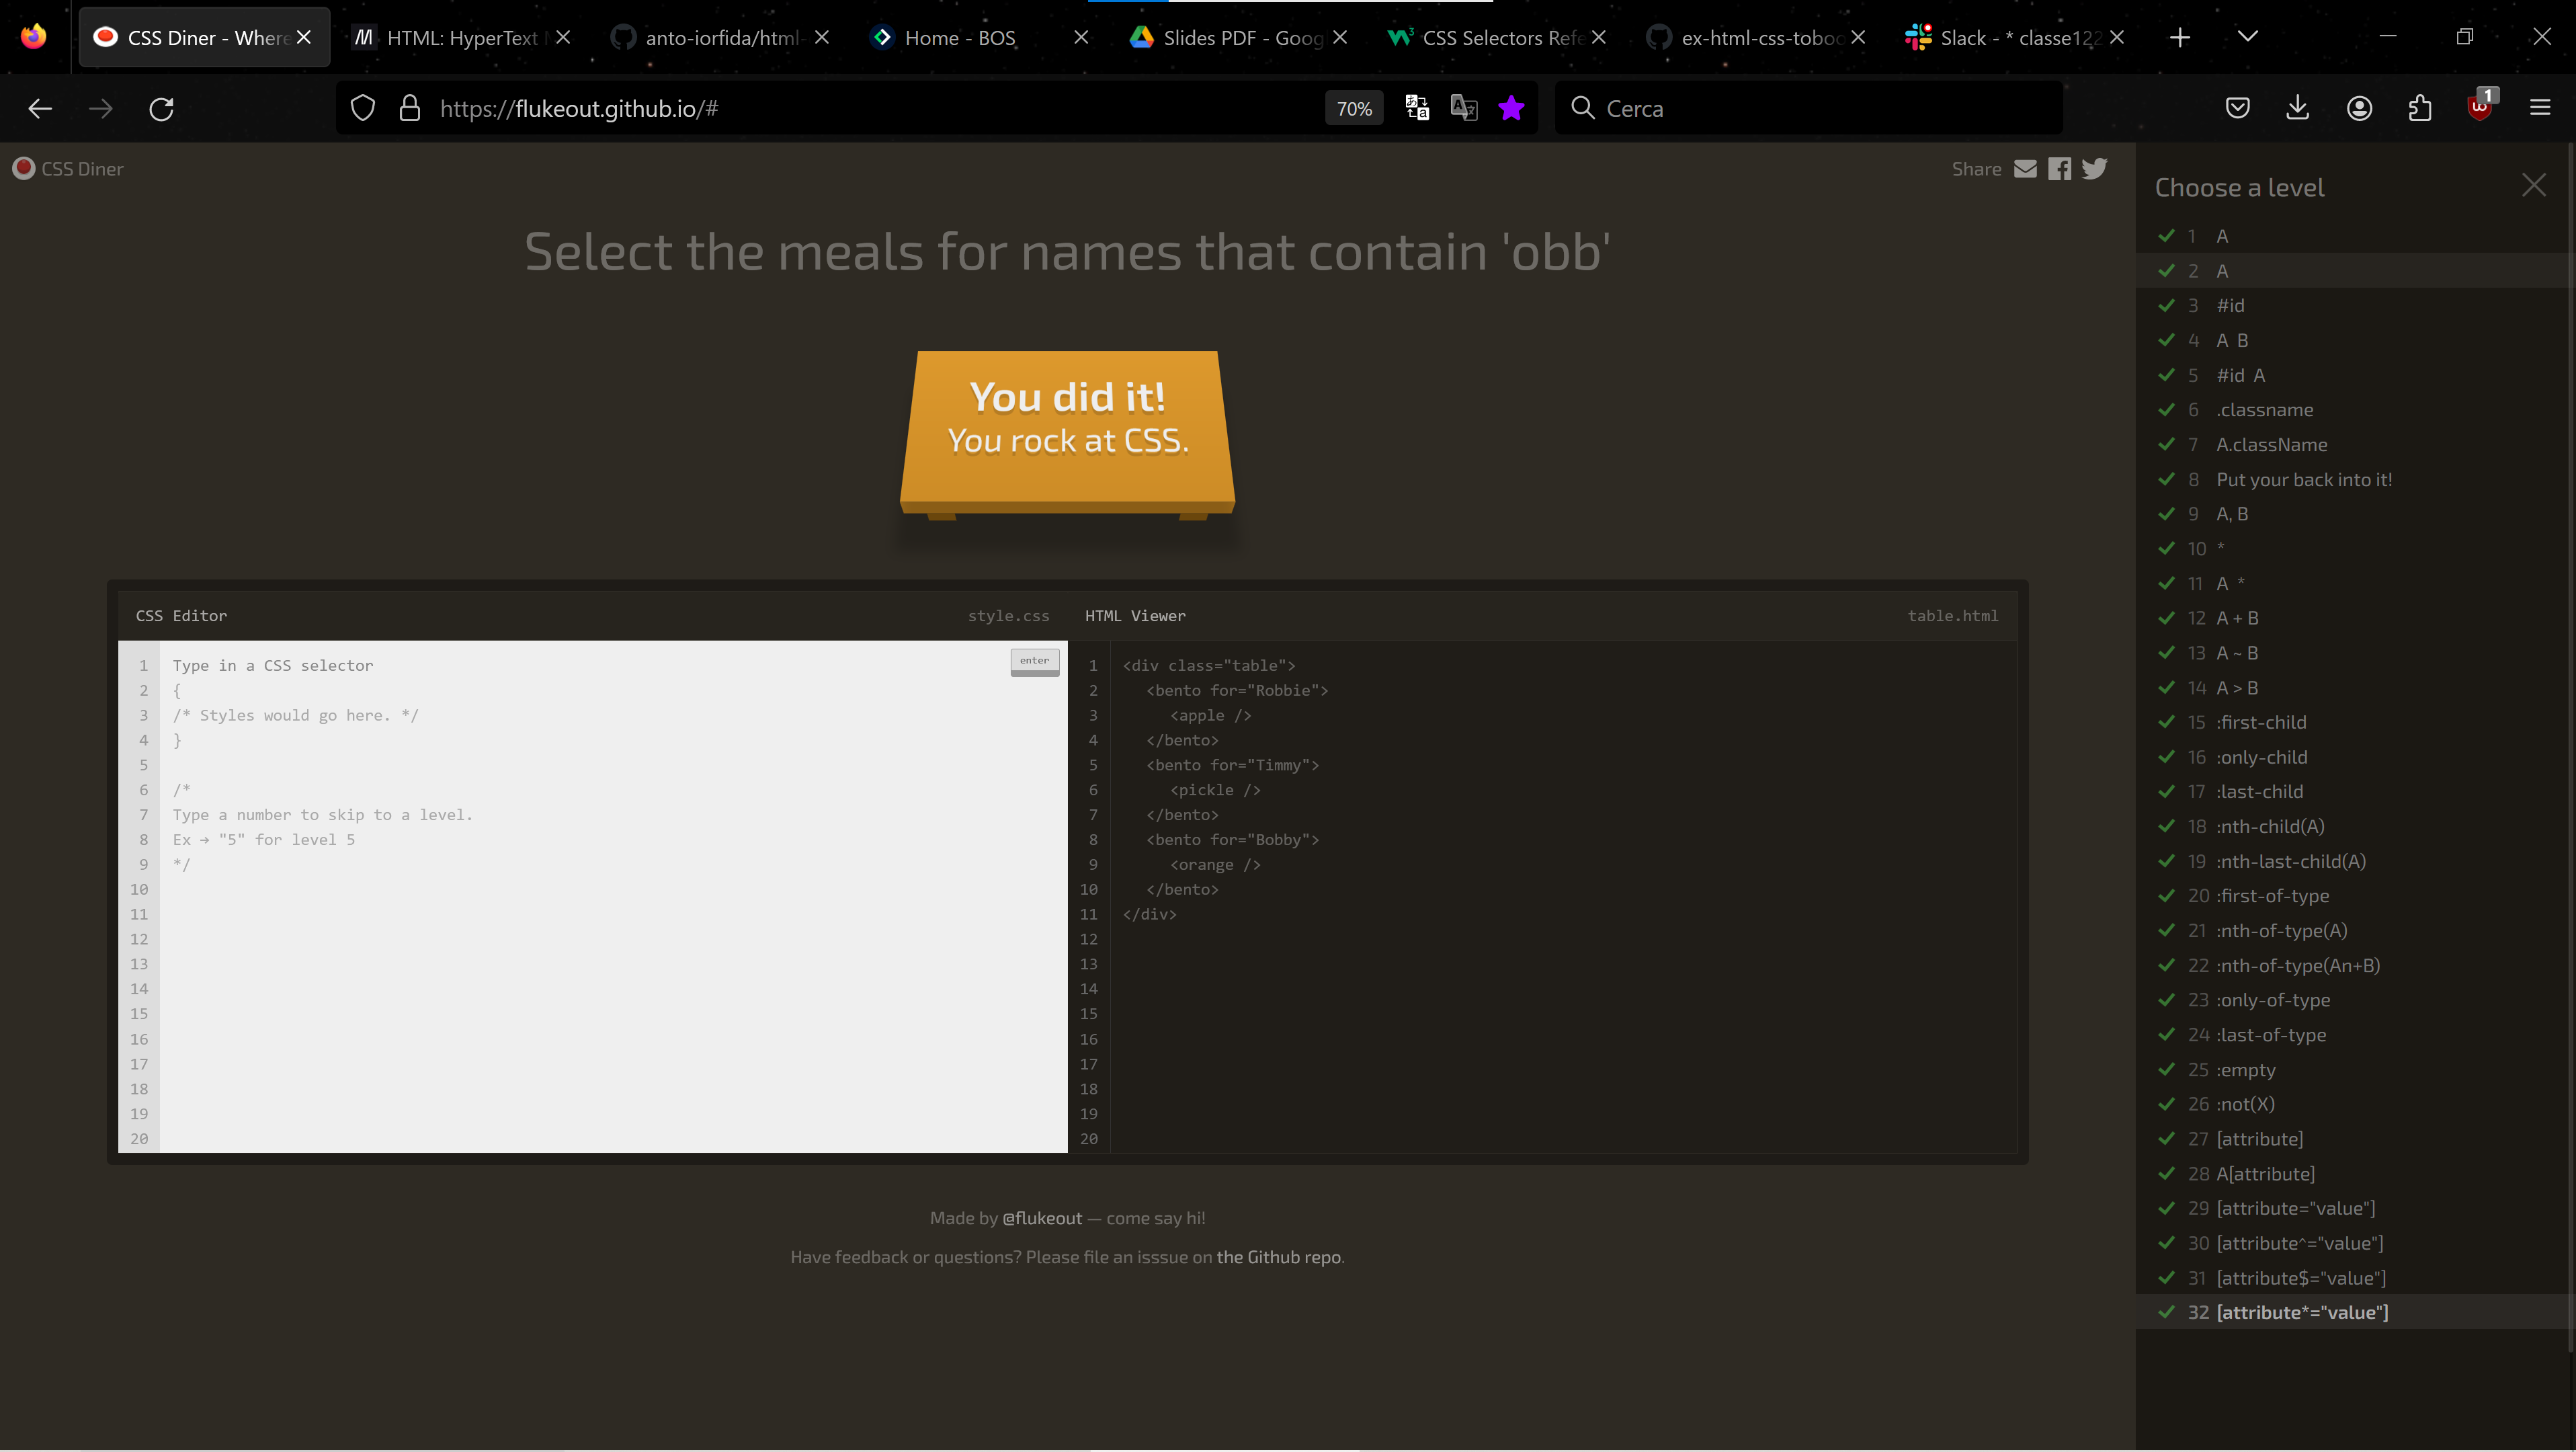 CSS Diner - Where
HTML: HyperText
anto-iorfida/html-
Home - BOS
Slides PDF - Goog
CSS Selectors Refe
ex-html-css-toboo
Slack - * classe122
https://flukeout.github.io/#
70%
Cerca
1
CSS Diner
Share
Select the meals for names that contain 'obb'
You did it!
You rock at CSS.
CSS Editor
style.css
HTML Viewer
table.html
1 Type in a CSS selector
enter
2 {
3 /* Styles would go here. */
4 }
5
6 /*
7 Type a number to skip to a level.
8 Ex → "5" for level 5
9 */
10
11
12
13
14
15
16
17
18
19
20
1 <div class="table">
2 <bento for="Robbie">
3 <apple />
4 </bento>
5 <bento for="Timmy">
6 <pickle />
7 </bento>
8 <bento for="Bobby">
9 <orange />
10 </bento>
11 </div>
12
13
14
15
16
17
18
19
20
Made by @flukeout — come say hi!
Have feedback or questions? Please file an isssue on the Github repo.
Choose a level
1 A
2 A
3 #id
4 A B
5 #id A
6 .classname
7 A.className
8 Put your back into it!
9 A, B
10 *
11 A *
12 A + B
13 A ~ B
14 A > B
15 :first-child
16 :only-child
17 :last-child
18 :nth-child(A)
19 :nth-last-child(A)
20 :first-of-type
21 :nth-of-type(A)
22 :nth-of-type(An+B)
23 :only-of-type
24 :last-of-type
25 :empty
26 :not(X)
27 [attribute]
28 A[attribute]
29 [attribute="value"]
30 [attribute^="value"]
31 [attribute$="value"]
32 [attribute*="value"]